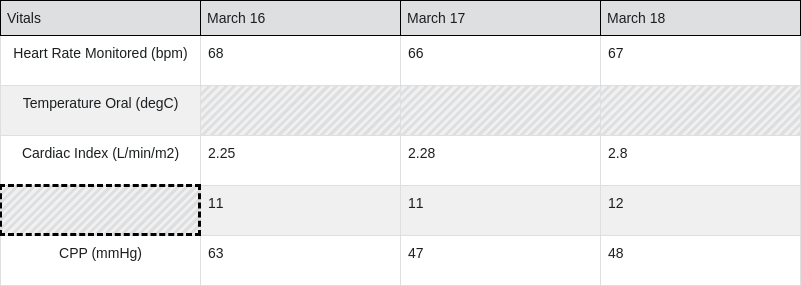 Vitals March 16 March 17 March 18
Heart Rate Monitored (bpm) 68 66 67
Temperature Oral (degC)
Cardiac Index (L/min/m2) 2.25 2.28 2.8
11 11 12
CPP (mmHg) 63 47 48